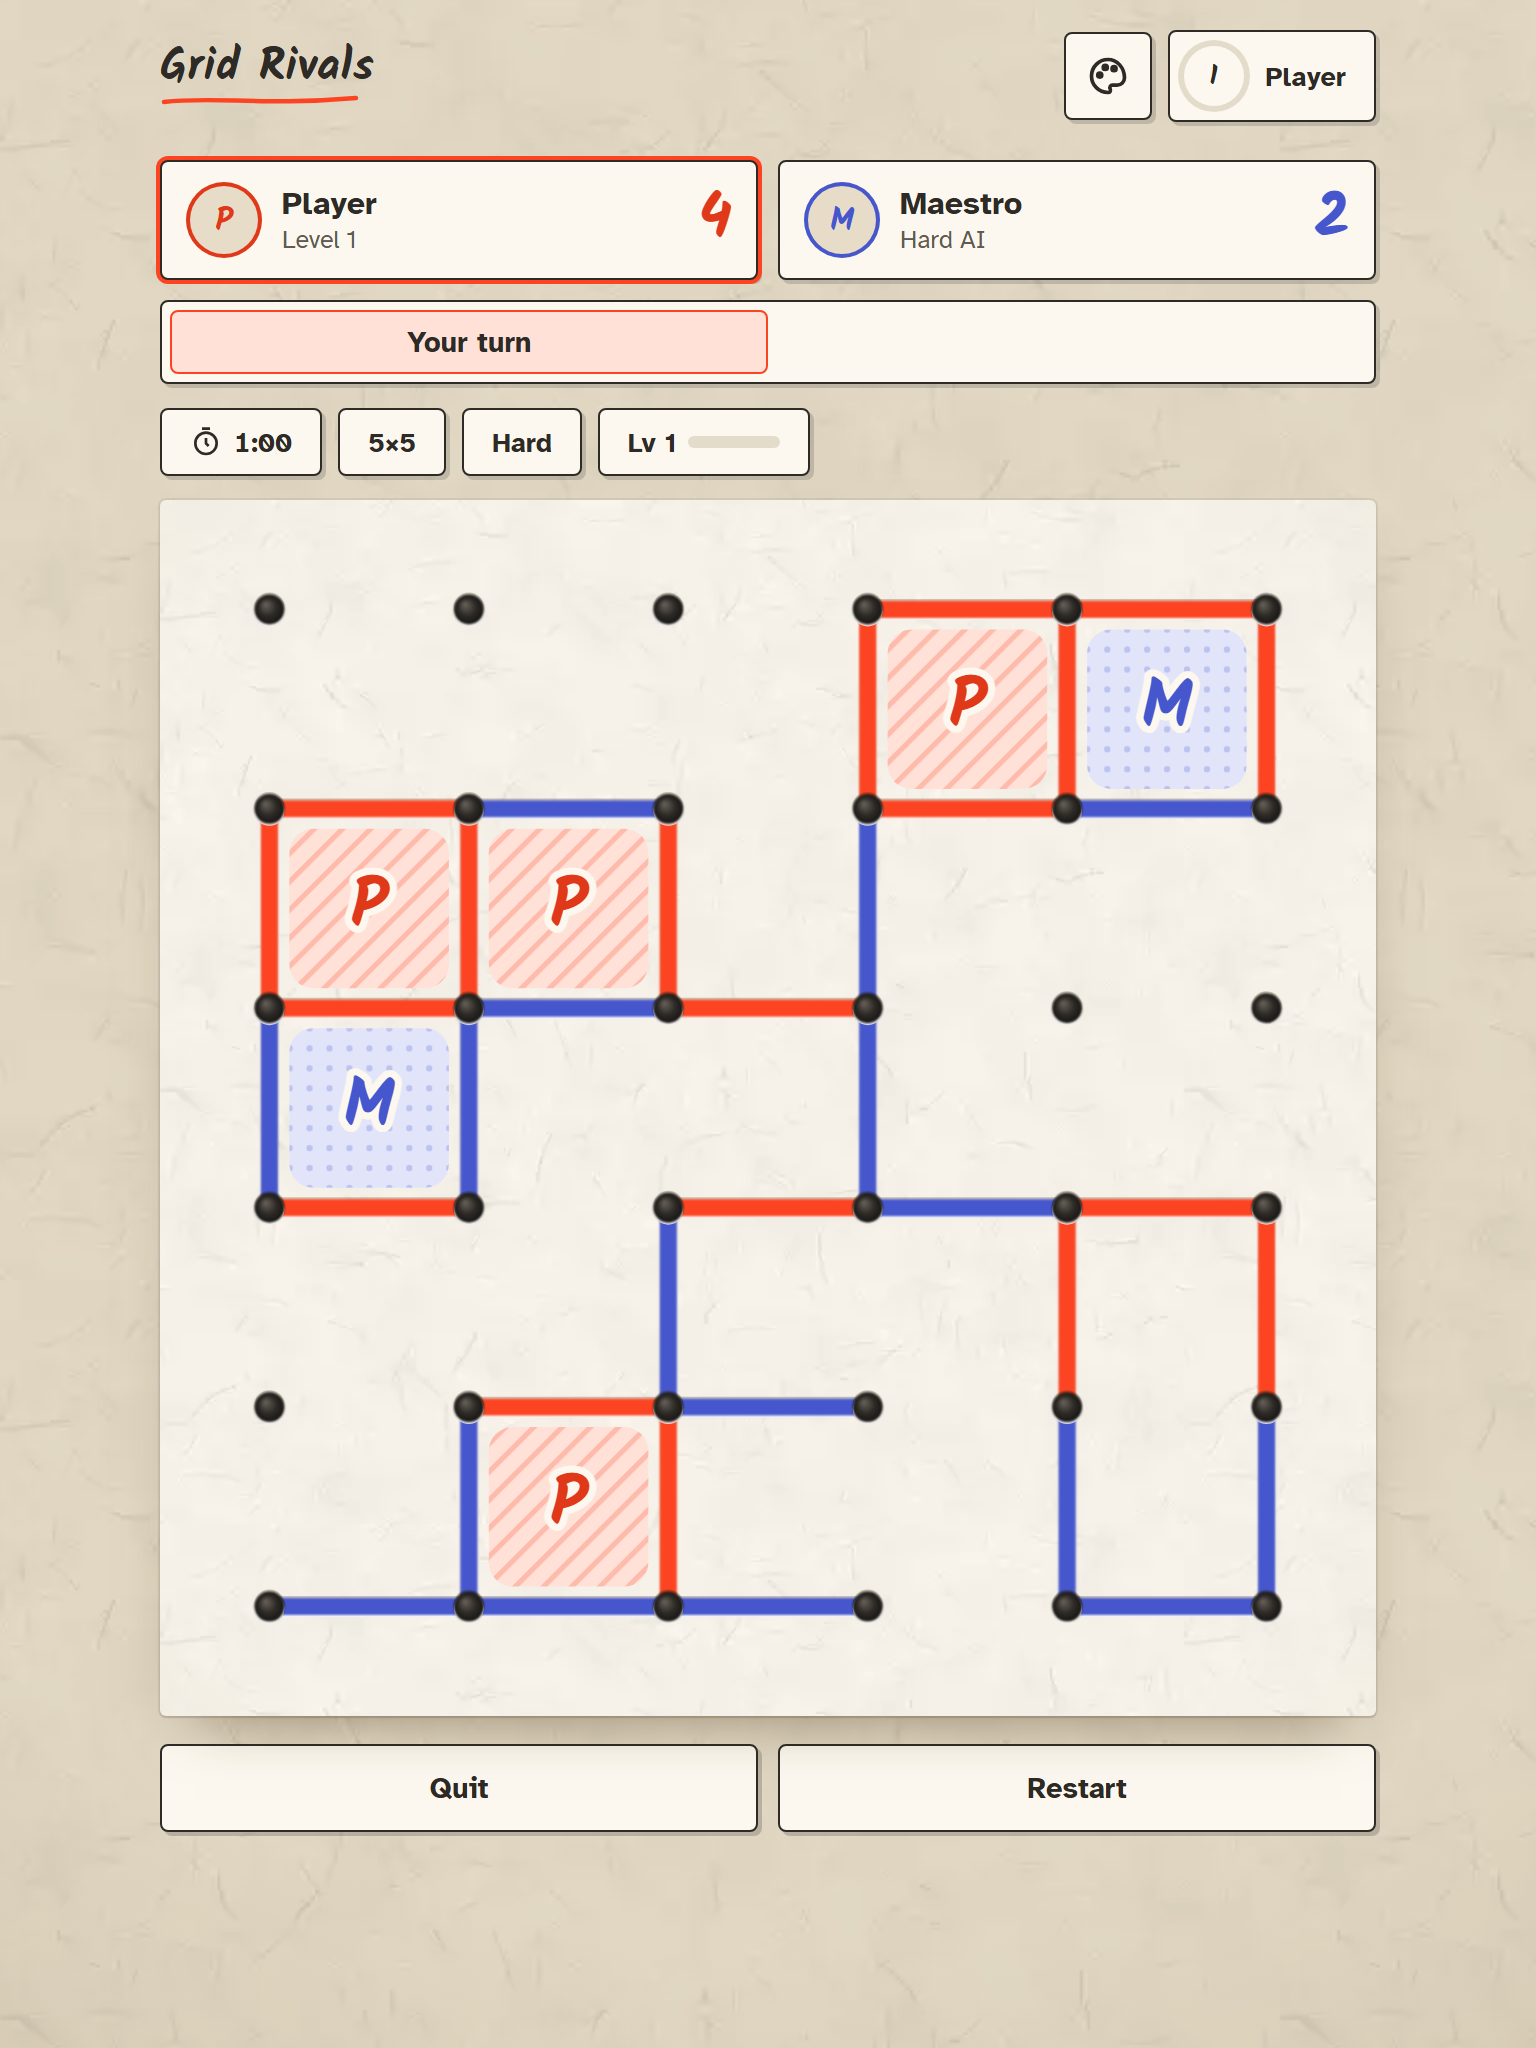 Grid Rivals
1 Player
P Player 4
Level 1
M Maestro 2
Hard AI
Your turn
1:00 5×5 Hard Lv 1
P M
P P
M
P
Quit Restart